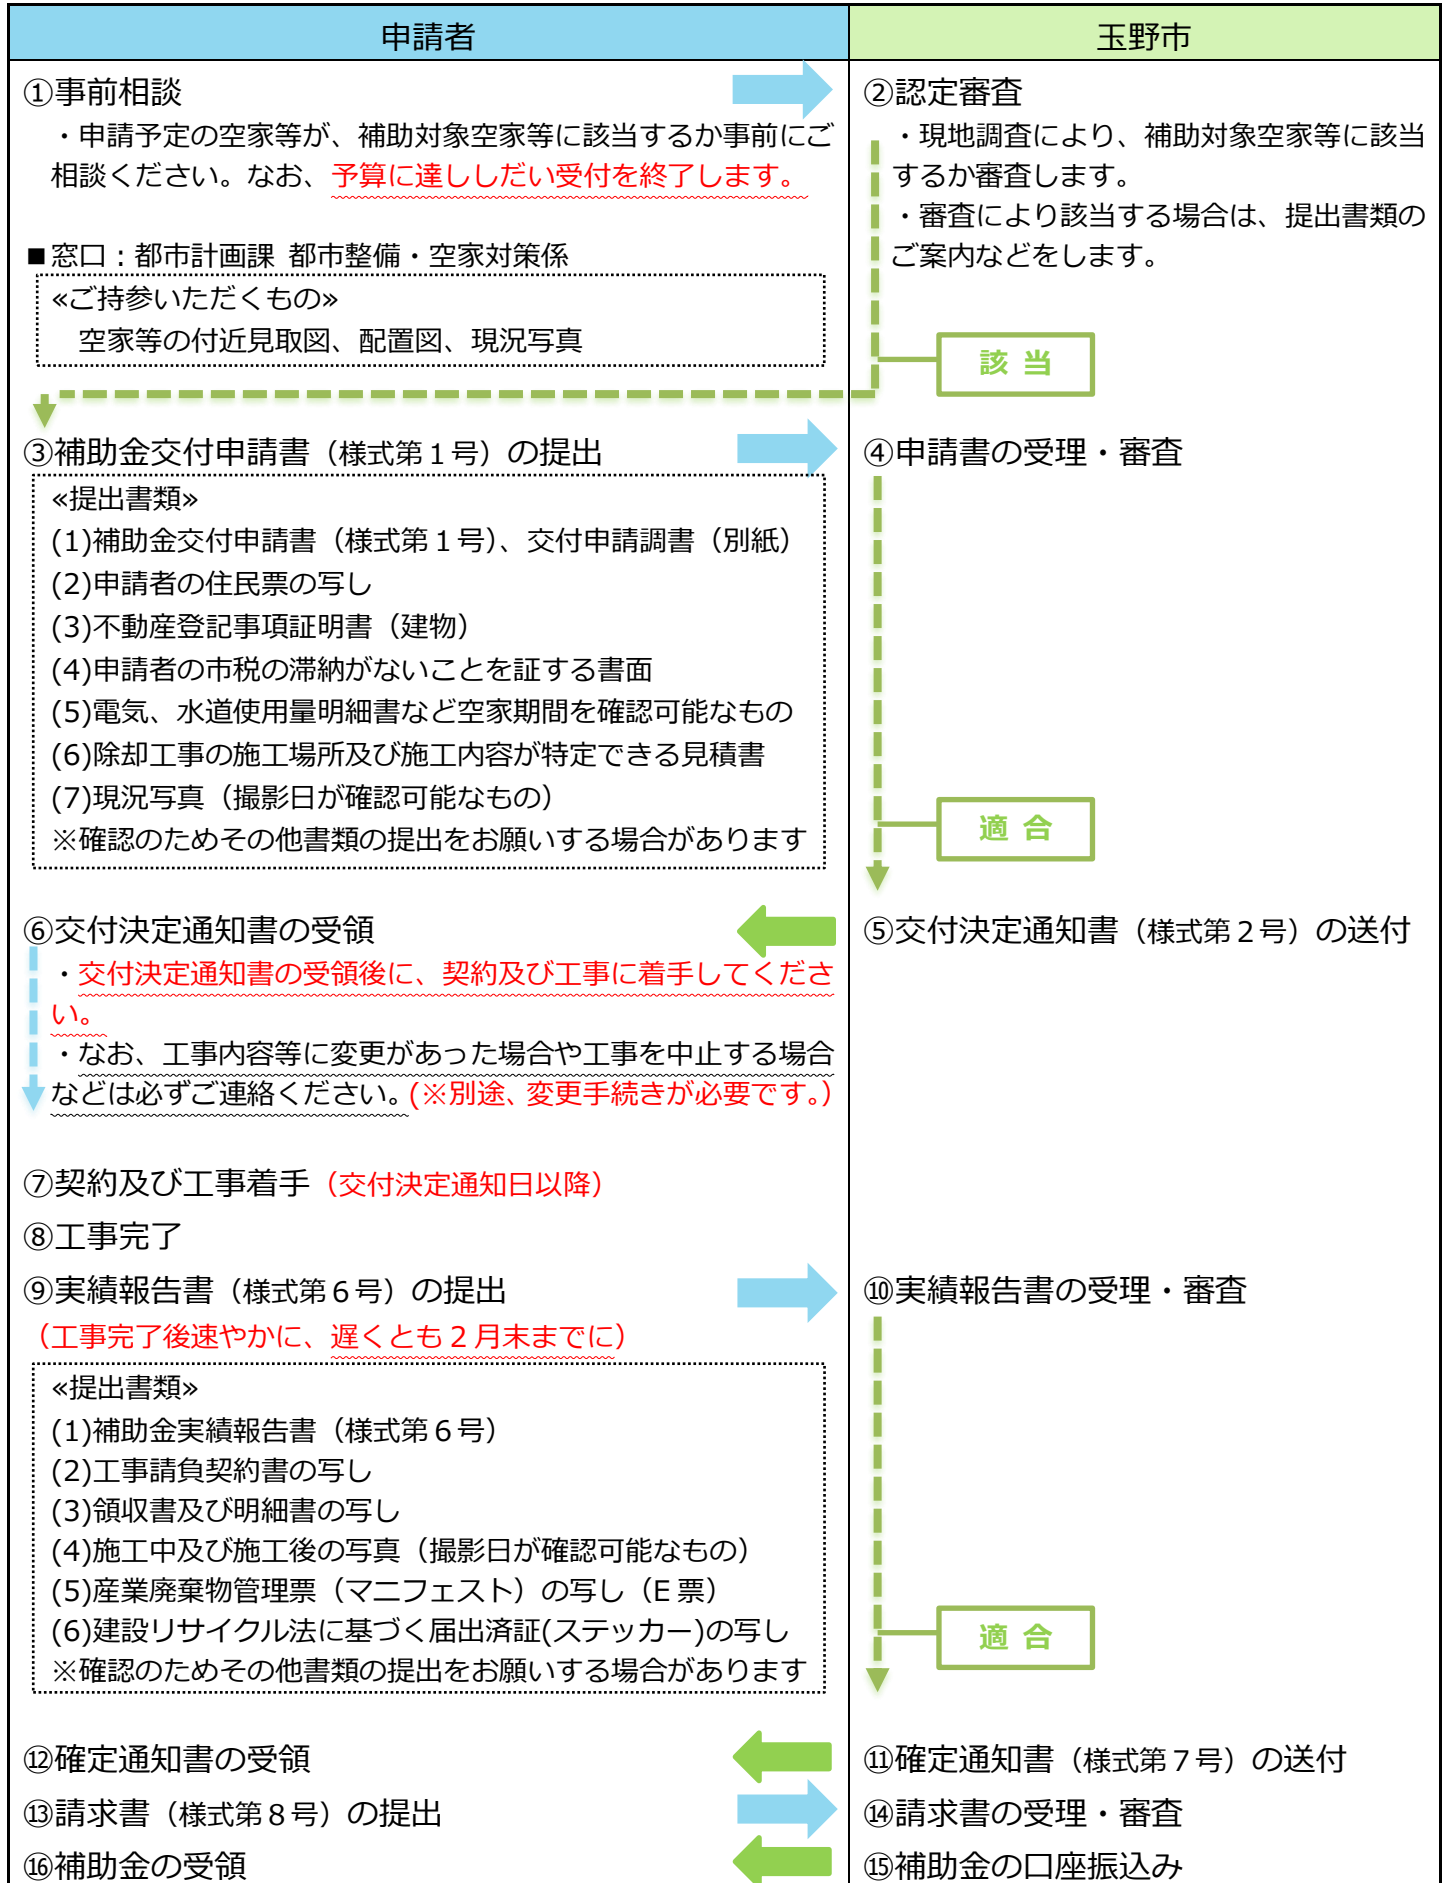 申請者
玉野市
①事前相談
・申請予定の空家等が、補助対象空家等に該当するか事前にご
相談ください。なお、予算に達ししだい受付を終了します。
■窓口：都市計画課 都市整備・空家対策係
≪ご持参いただくもの≫
空家等の付近見取図、配置図、現況写真
②認定審査
・現地調査により、補助対象空家等に該当
するか審査します。
・審査により該当する場合は、提出書類の
ご案内などをします。
該 当
③補助金交付申請書（様式第１号）の提出
≪提出書類≫
(1)補助金交付申請書（様式第１号）、交付申請調書（別紙）
(2)申請者の住民票の写し
(3)不動産登記事項証明書（建物）
(4)申請者の市税の滞納がないことを証する書面
(5)電気、水道使用量明細書など空家期間を確認可能なもの
(6)除却工事の施工場所及び施工内容が特定できる見積書
(7)現況写真（撮影日が確認可能なもの）
※確認のためその他書類の提出をお願いする場合があります
④申請書の受理・審査
適 合
⑥交付決定通知書の受領
・交付決定通知書の受領後に、契約及び工事に着手してくださ
い。
・なお、工事内容等に変更があった場合や工事を中止する場合
などは必ずご連絡ください。(※別途、変更手続きが必要です。)
⑤交付決定通知書（様式第２号）の送付
⑦契約及び工事着手（交付決定通知日以降）
⑧工事完了
⑨実績報告書（様式第６号）の提出
（工事完了後速やかに、遅くとも２月末までに）
≪提出書類≫
(1)補助金実績報告書（様式第６号）
(2)工事請負契約書の写し
(3)領収書及び明細書の写し
(4)施工中及び施工後の写真（撮影日が確認可能なもの）
(5)産業廃棄物管理票（マニフェスト）の写し（E 票）
(6)建設リサイクル法に基づく届出済証(ステッカー)の写し
※確認のためその他書類の提出をお願いする場合があります
⑩実績報告書の受理・審査
適 合
⑫確定通知書の受領
⑪確定通知書（様式第７号）の送付
⑬請求書（様式第８号）の提出
⑭請求書の受理・審査
⑯補助金の受領
⑮補助金の口座振込み